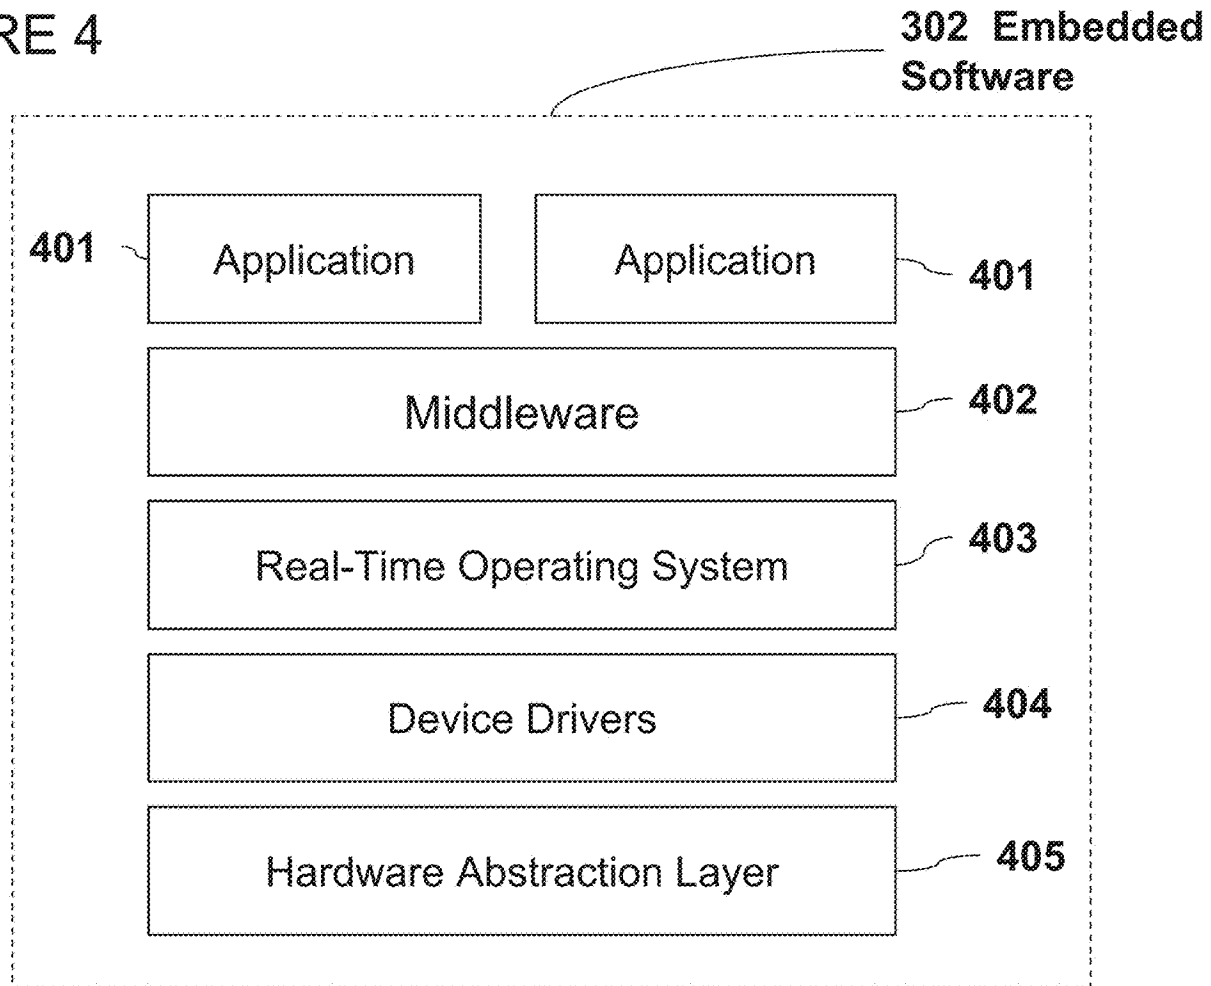 RE 4
302 Embedded
Software
401 Application Application 401
Middleware 402
Real-Time Operating System 403
Device Drivers 404
Hardware Abstraction Layer 405